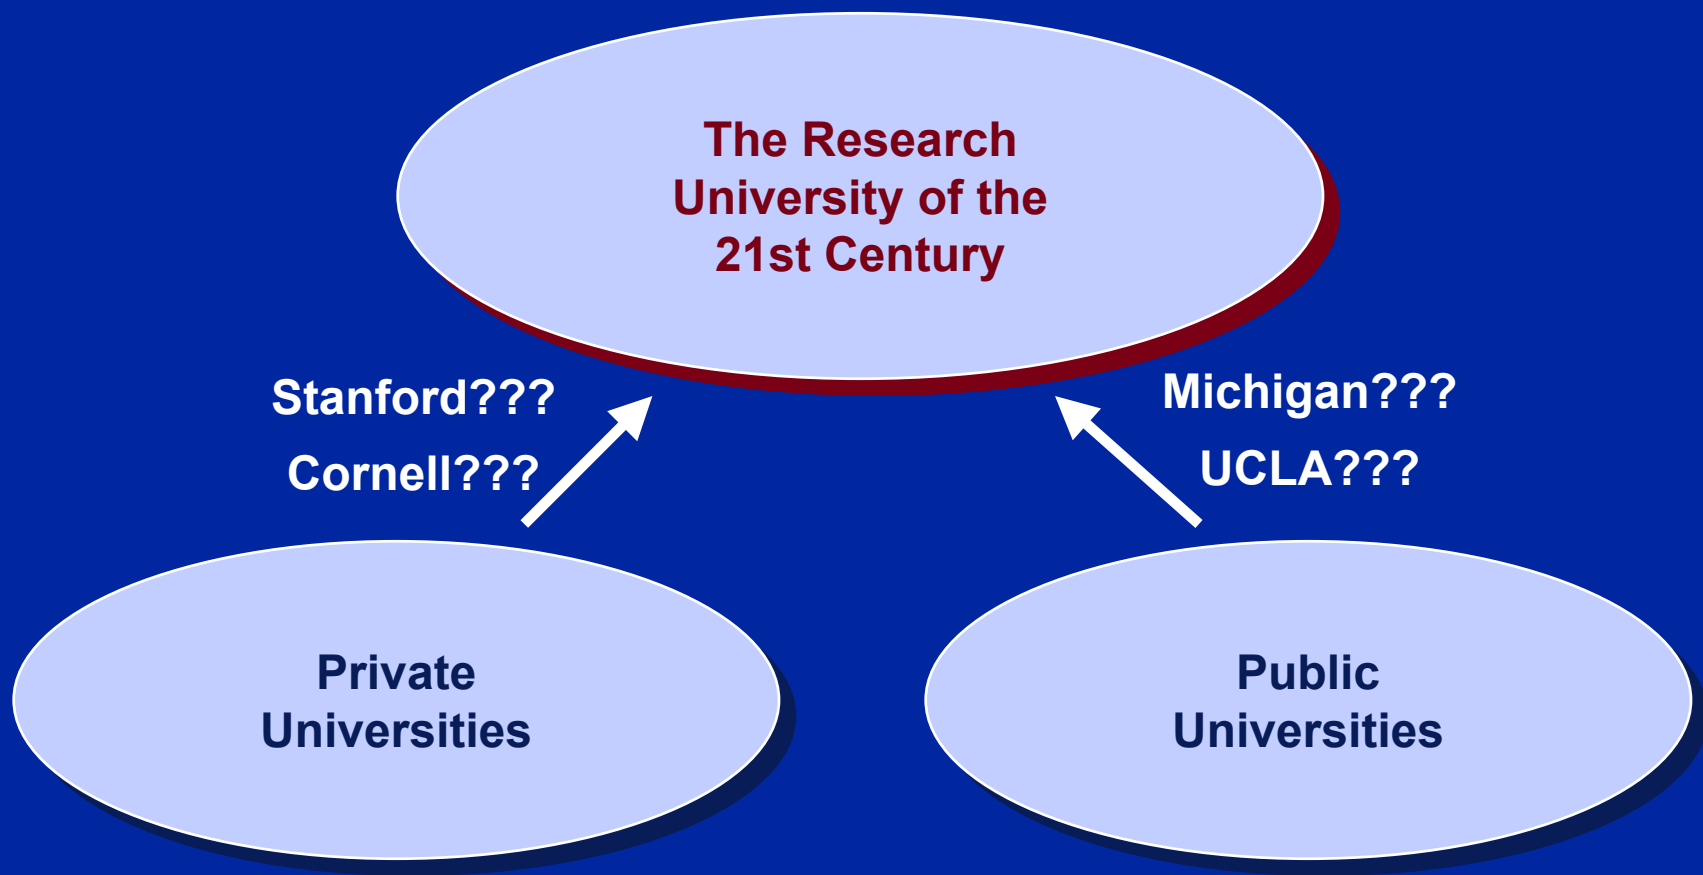 The Research
University of the
21st Century
Stanford???
Cornell???
Michigan???
UCLA???
Private
Universities
Public
Universities